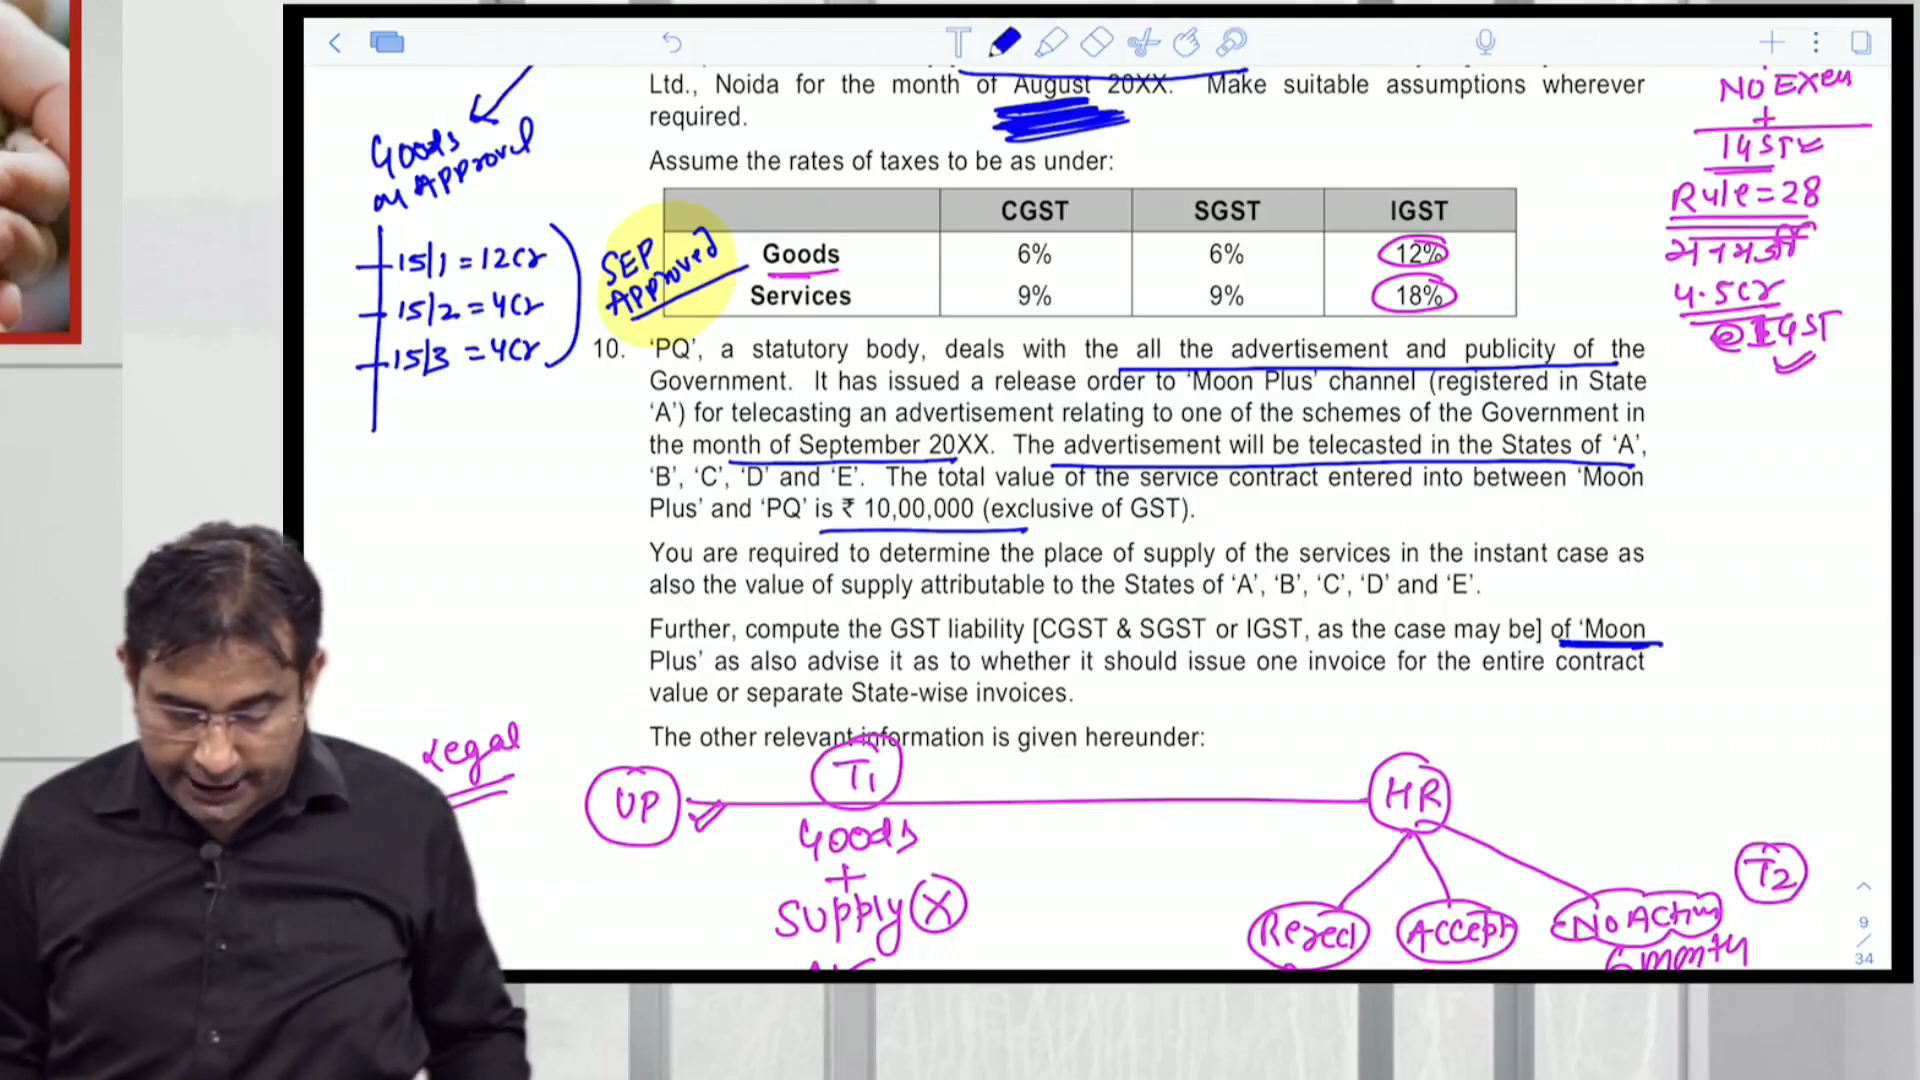 Ltd., Noida for the month of August 20XX. Make suitable assumptions wherever
required.
Assume the rates of taxes to be as under:
CGST SGST IGST
Goods 6% 6% 12%
Services 9% 9% 18%
10. 'PQ', a statutory body, deals with the all the advertisement and publicity of the
Government. It has issued a release order to 'Moon Plus' channel (registered in State
'A') for telecasting an advertisement relating to one of the schemes of the Government in
the month of September 20XX. The advertisement will be telecasted in the States of 'A',
'B', 'C', 'D' and 'E'. The total value of the service contract entered into between 'Moon
Plus' and 'PQ' is ₹ 10,00,000 (exclusive of GST).
You are required to determine the place of supply of the services in the instant case as
also the value of supply attributable to the States of 'A', 'B', 'C', 'D' and 'E'.
Further, compute the GST liability [CGST & SGST or IGST, as the case may be] of 'Moon
Plus' as also advise it as to whether it should issue one invoice for the entire contract
value or separate State-wise invoices.
The other relevant information is given hereunder:
Goods
on Approval
15/1 = 12Cr
15/2 = 4Cr
15/3 = 4Cr
SEP
Approved
No Exem
+
IGST
Rule = 28
4.5Cr
@ IGST
Legal
UP
T1
HR
Goods
+
Supply X
T2
Reject
Accept
No Action
6 month
9
/
34